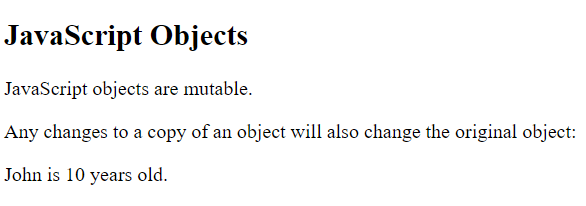 JavaScript Objects
JavaScript objects are mutable.
Any changes to a copy of an object will also change the original object:
John is 10 years old.